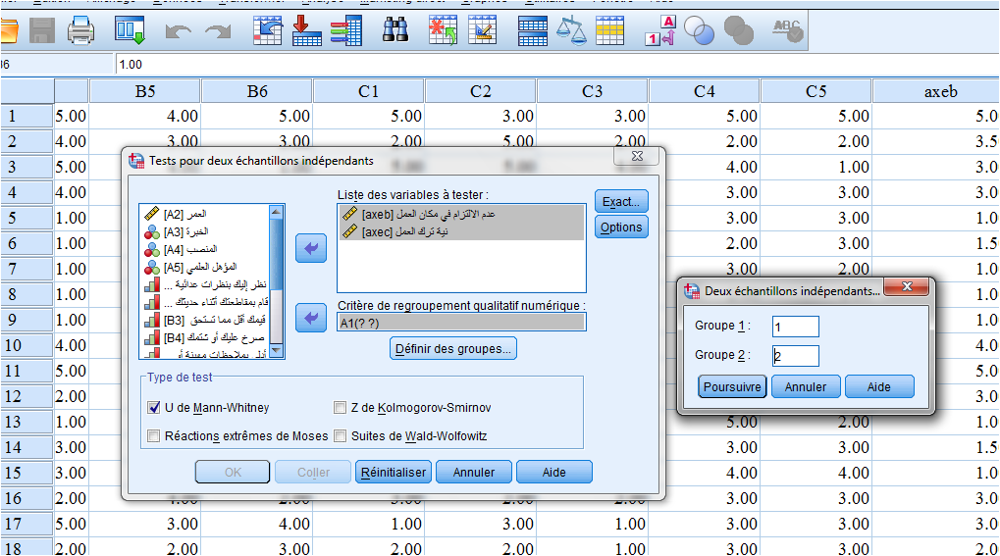 1.00
B5 B6 C1 C2 C3 C4 C5 axeb
1 5.00 4.00 5.00 5.00 3.00 3.00 5.00 5.00 5.0
2 4.00 3.00 3.00 2.00 5.00 2.00 2.00 2.00 3.5
3 5.00 4.00 1.00 3.0
4 4.00 3.00 3.00 3.0
5 1.00 3.00 3.00 1.0
6 1.00 2.00 3.00 1.5
7 1.00 3.00 2.00 1.0
8 1.00
9 1.00 1.0
10 4.00 4.0
11 5.00 5.0
12 2.00 3.0
13 1.00 5.00 2.00 1.0
14 3.00 3.00 3.00 1.5
15 3.00 4.00 4.00 1.0
16 2.00 3.00 3.00 3.0
17 5.00 3.00 4.00 1.00 3.00 1.00 3.00 3.00 3.0
18 2.00 2.00 3.00 2.00 2.00 2.00 3.00 3.00 2.0
Tests pour deux échantillons indépendants
[A2] العمر
[A3] الخبرة
[A4] المنصب
[A5] المؤهل العلمي
نظر إليك بنظرات عدائية ...
قام بمقاطعتك أثناء حديثك ...
[B3] قيمك أقل مما تستحق
[B4] صرخ عليك أو شتمك
Liste des variables à tester :
[axeb] عدم الالتزام في مكان العمل
[axec] نية ترك العمل
Exact...
Options
Critère de regroupement qualitatif numérique :
A1(? ?)
Définir des groupes...
Type de test
U de Mann-Whitney Z de Kolmogorov-Smirnov
Réactions extrêmes de Moses Suites de Wald-Wolfowitz
OK Coller Réinitialiser Annuler Aide
Deux échantillons indépendants...
Groupe 1 : 1
Groupe 2 : 2
Poursuivre Annuler Aide